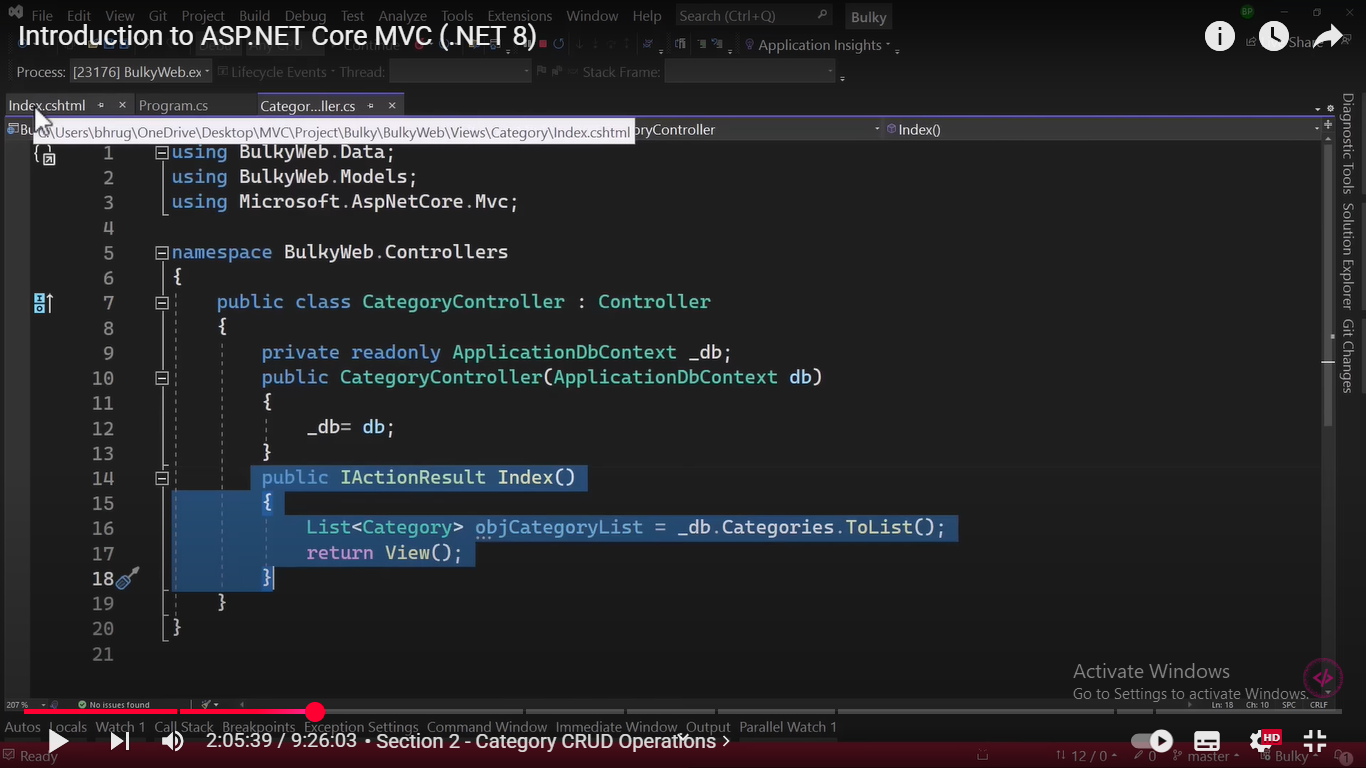 File Edit View Git Project Build Debug Test Analyze Tools Extensions Window Help Search (Ctrl+Q) Bulky BP
Introduction to ASP.NET Core MVC (.NET 8)
Continue Application Insights Share
Process: [23176] BulkyWeb.ex Lifecycle Events Thread: Stack Frame:
Index.cshtml Program.cs Categor...ller.cs
\Users\bhrug\OneDrive\Desktop\MVC\Project\Bulky\BulkyWeb\Views\Category\Index.cshtml
Index()
1 using BulkyWeb.Data;
2 using BulkyWeb.Models;
3 using Microsoft.AspNetCore.Mvc;
4
5 namespace BulkyWeb.Controllers
6 {
7 public class CategoryController : Controller
8 {
9 private readonly ApplicationDbContext _db;
10 public CategoryController(ApplicationDbContext db)
11 {
12 _db= db;
13 }
14 public IActionResult Index()
15 {
16 List<Category> objCategoryList = _db.Categories.ToList();
17 return View();
18 }
19 }
20 }
21
Diagnostic Tools
Solution Explorer
Git Changes
Activate Windows
Go to Settings to activate Windows.
207 % No issues found Ln: 18 Ch: 10 SPC CRLF
Autos Locals Watch 1 Call Stack Breakpoints Exception Settings Command Window Immediate Window Output Parallel Watch 1
2:05:39 / 9:26:03 • Section 2 - Category CRUD Operations > HD
Ready 12 / 0 0 master Bulky 1